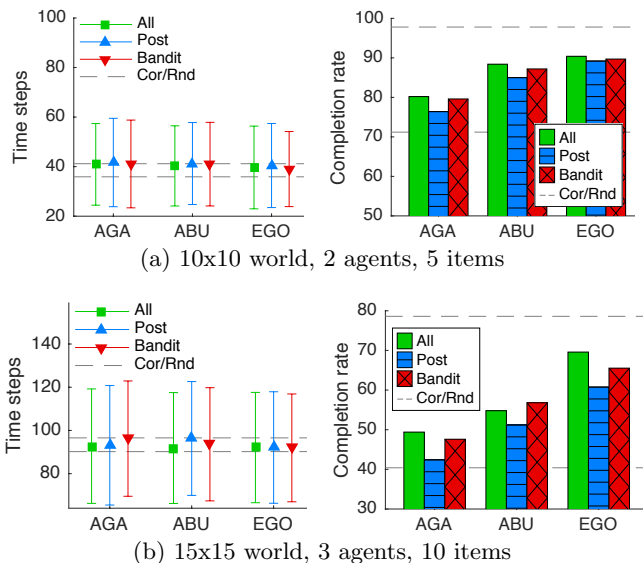 All
Post
Bandit
Cor/Rnd
Time steps
100
80
60
40
20
AGA
ABU
EGO
Completion rate
100
90
80
70
60
50
All
Post
Bandit
Cor/Rnd
AGA
ABU
EGO
(a) 10x10 world, 2 agents, 5 items
All
Post
Bandit
Cor/Rnd
Time steps
140
120
100
80
AGA
ABU
EGO
Completion rate
80
70
60
50
40
30
All
Post
Bandit
Cor/Rnd
AGA
ABU
EGO
(b) 15x15 world, 3 agents, 10 items